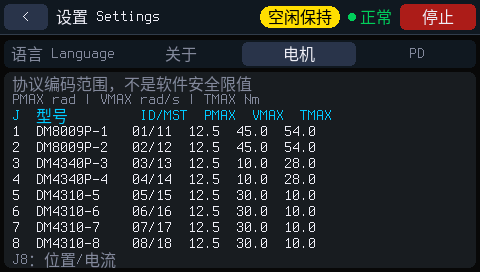 < 设置 Settings 空闲保持 ●正常 停止
语言 Language 关于 电机 PD
协议编码范围，不是软件安全限值
PMAX rad | VMAX rad/s | TMAX Nm
J 型号 ID/MST PMAX VMAX TMAX
1 DM8009P-1 01/11 12.5 45.0 54.0
2 DM8009P-2 02/12 12.5 45.0 54.0
3 DM4340P-3 03/13 12.5 10.0 28.0
4 DM4340P-4 04/14 12.5 10.0 28.0
5 DM4310-5 05/15 12.5 30.0 10.0
6 DM4310-6 06/16 12.5 30.0 10.0
7 DM4310-7 07/17 12.5 30.0 10.0
8 DM4310-8 08/18 12.5 30.0 10.0
J8：位置/电流